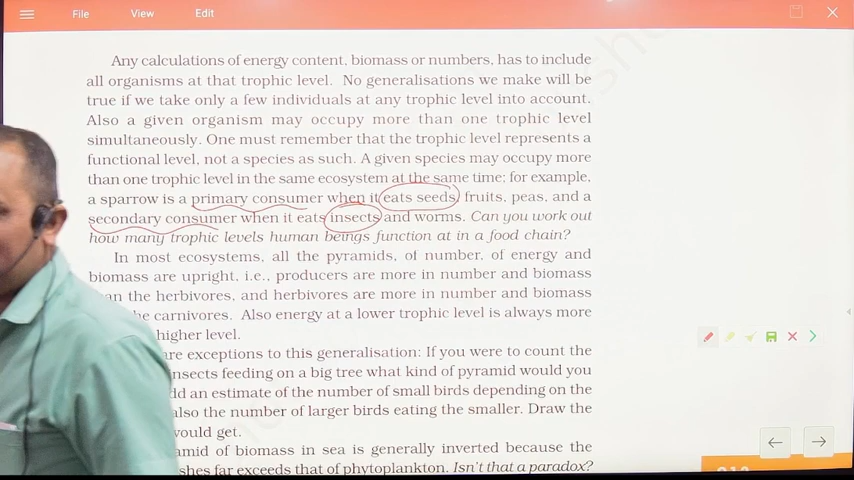 File View Edit
Any calculations of energy content, biomass or numbers, has to include
all organisms at that trophic level. No generalisations we make will be
true if we take only a few individuals at any trophic level into account.
Also a given organism may occupy more than one trophic level
simultaneously. One must remember that the trophic level represents a
functional level, not a species as such. A given species may occupy more
than one trophic level in the same ecosystem at the same time; for example,
a sparrow is a primary consumer when it eats seeds, fruits, peas, and a
secondary consumer when it eats insects and worms. Can you work out
how many trophic levels human beings function at in a food chain?
In most ecosystems, all the pyramids, of number, of energy and
biomass are upright, i.e., producers are more in number and biomass
the herbivores, and herbivores are more in number and biomass
carnivores. Also energy at a lower trophic level is always more
higher level.
exceptions to this generalisation: If you were to count the
insects feeding on a big tree what kind of pyramid would you
an estimate of the number of small birds depending on the
also the number of larger birds eating the smaller. Draw the
would get.
of biomass in sea is generally inverted because the
far exceeds that of phytoplankton. Isn't that a paradox?